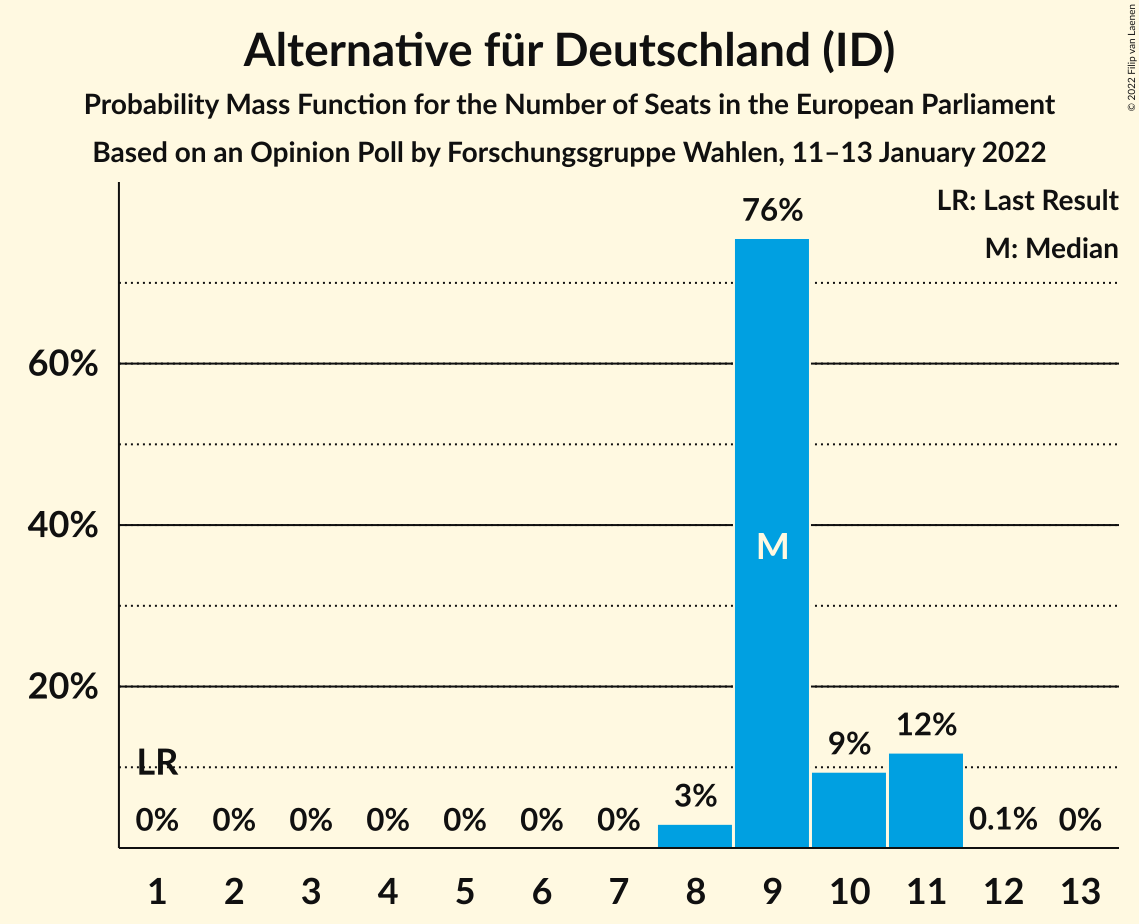 Alternative für Deutschland (ID)
Probability Mass Function for the Number of Seats in the European Parliament
Based on an Opinion Poll by Forschungsgruppe Wahlen, 11–13 January 2022
© 2022 Filip van Laenen
LR: Last Result
M: Median
76%
60%
40%
M
20%
12%
9%
LR
3%
0% 0% 0% 0% 0% 0% 0% 0.1% 0%
1 2 3 4 5 6 7 8 9 10 11 12 13